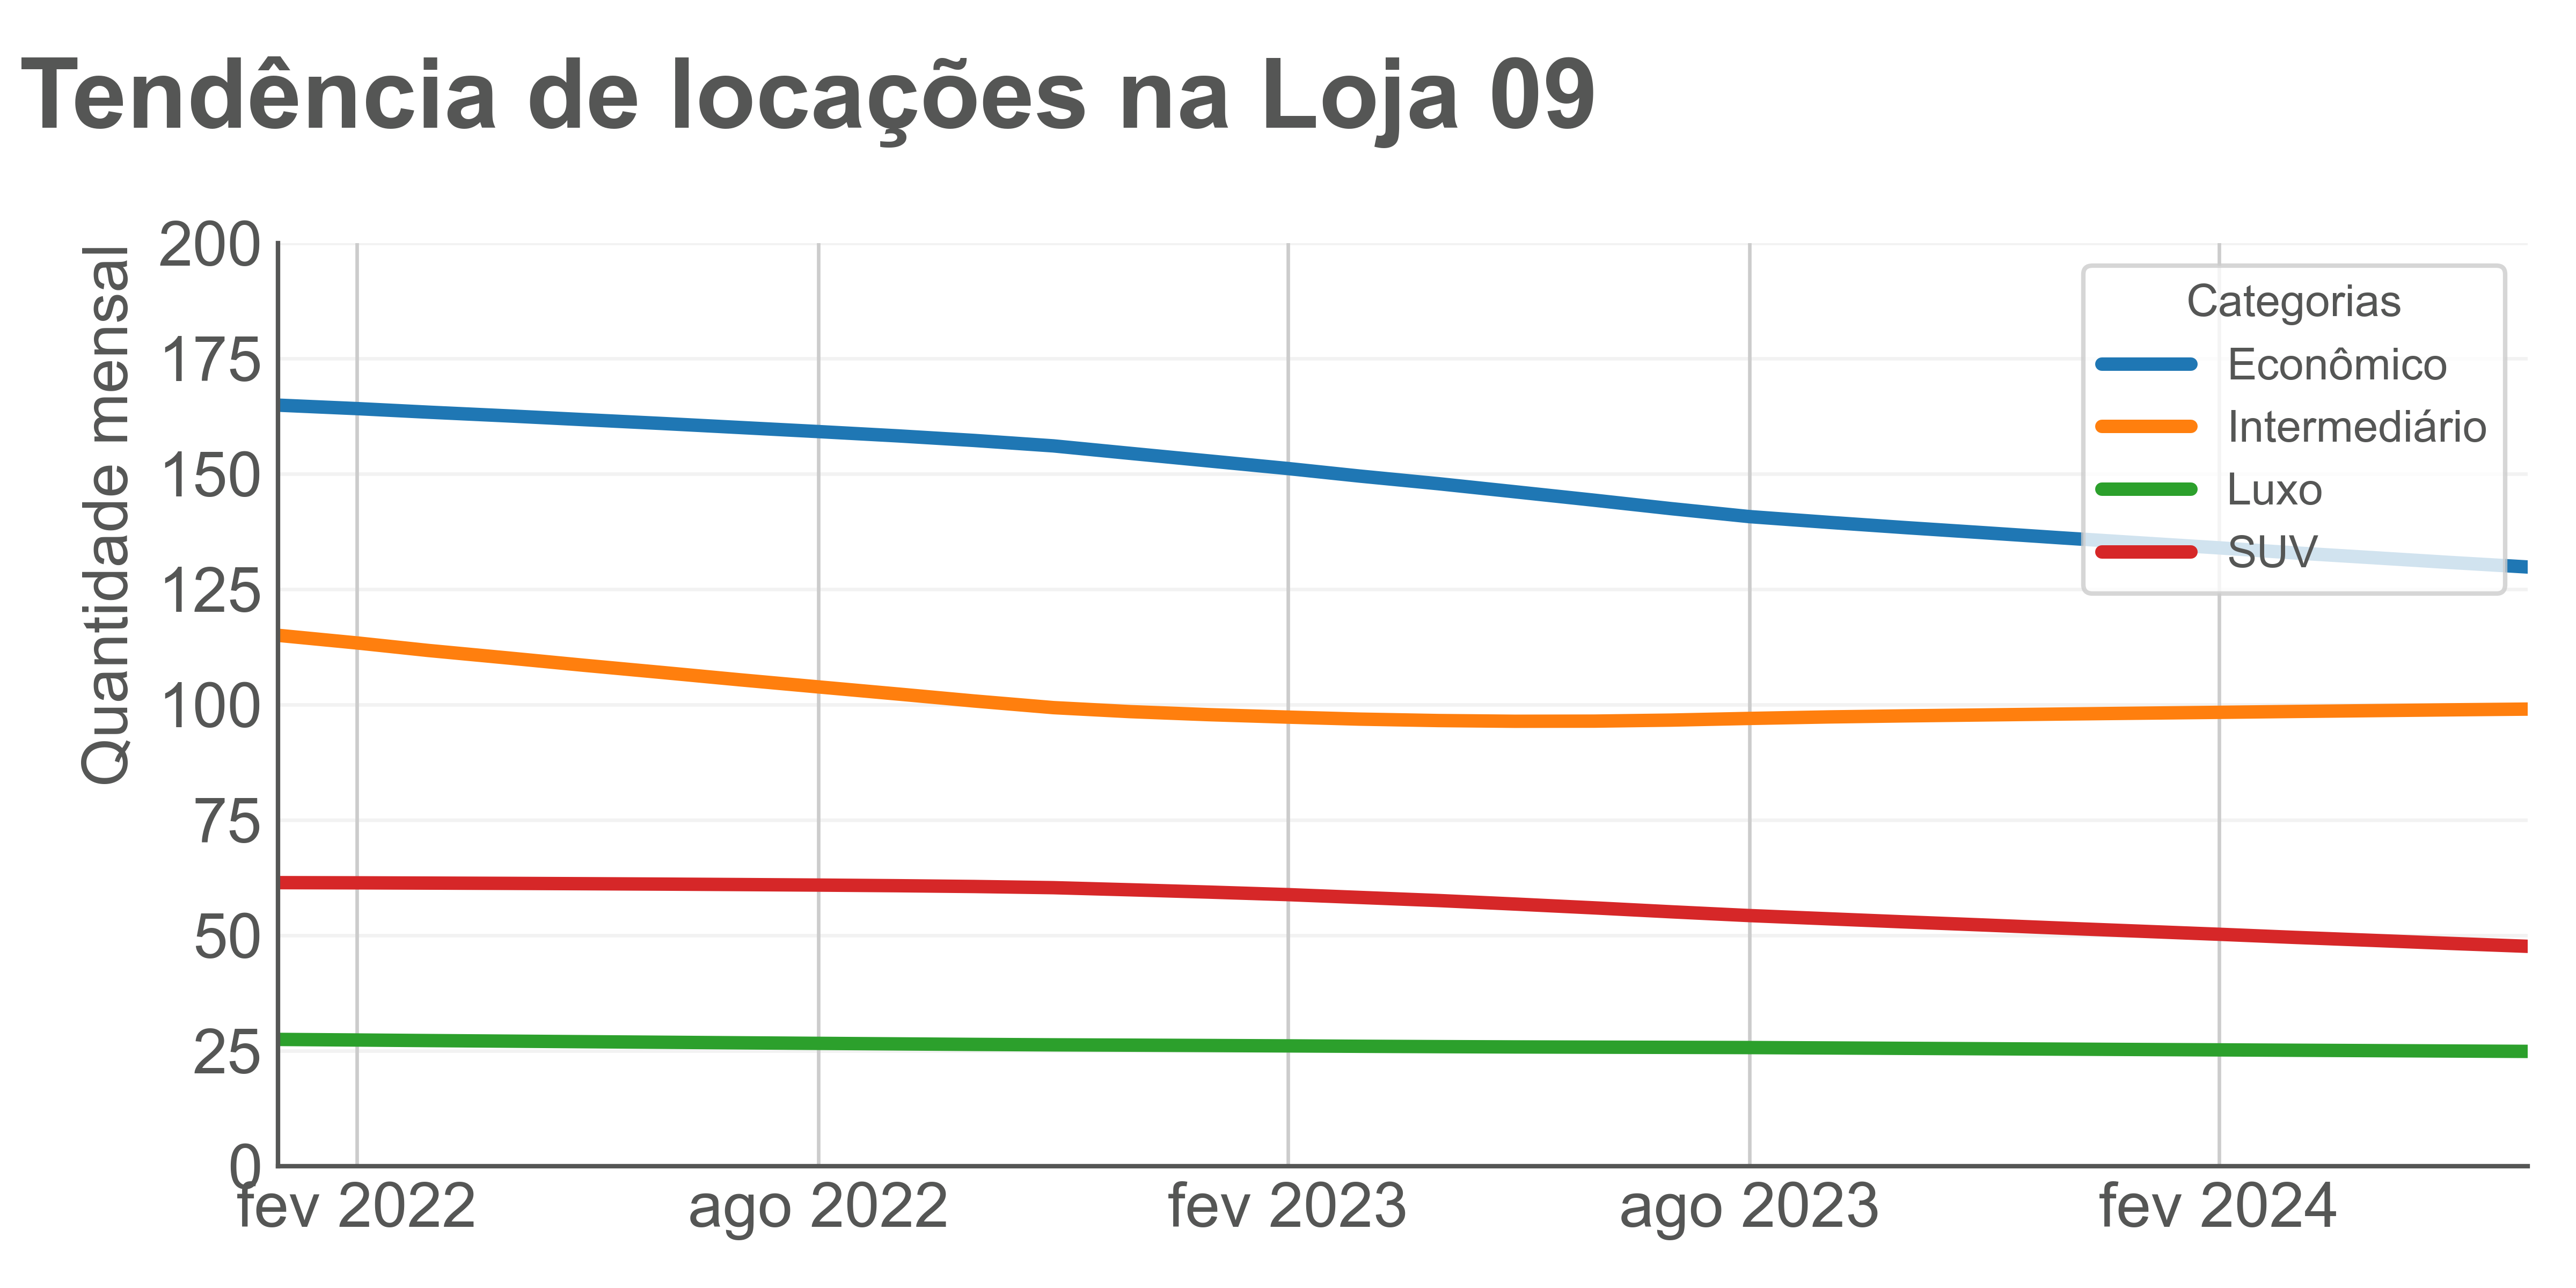 Tendência de locações na Loja 09
Quantidade mensal
200
175
150
125
100
75
50
25
0
fev 2022
ago 2022
fev 2023
ago 2023
fev 2024
Categorias
Econômico
Intermediário
Luxo
SUV